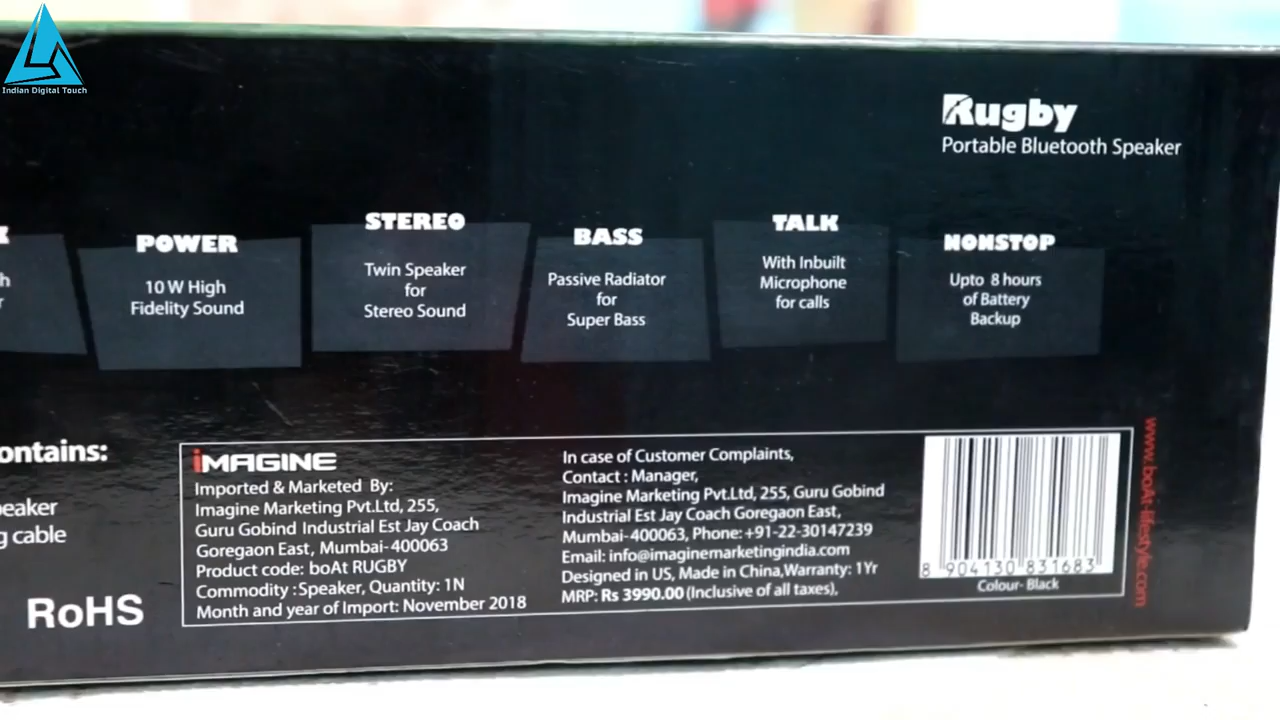 Indian Digital Touch
Rugby
Portable Bluetooth Speaker
POWER
10 W High
Fidelity Sound
STEREO
Twin Speaker
for
Stereo Sound
BASS
Passive Radiator
for
Super Bass
TALK
With Inbuilt
Microphone
for calls
NONSTOP
Upto 8 hours
of Battery
Backup
ontains:
eaker
g cable
RoHS
iMAGINE
Imported & Marketed By:
Imagine Marketing Pvt.Ltd, 255,
Guru Gobind Industrial Est Jay Coach
Goregaon East, Mumbai-400063
Product code: boAt RUGBY
Commodity : Speaker, Quantity: 1N
Month and year of Import: November 2018
In case of Customer Complaints,
Contact : Manager,
Imagine Marketing Pvt.Ltd, 255, Guru Gobind
Industrial Est Jay Coach Goregaon East,
Mumbai-400063, Phone: +91-22-30147239
Email: info@imaginemarketingindia.com
Designed in US, Made in China,Warranty: 1Yr
MRP: Rs 3990.00 (Inclusive of all taxes),
8 904130 831683
Colour- Black
www.boAt-lifestyle.com